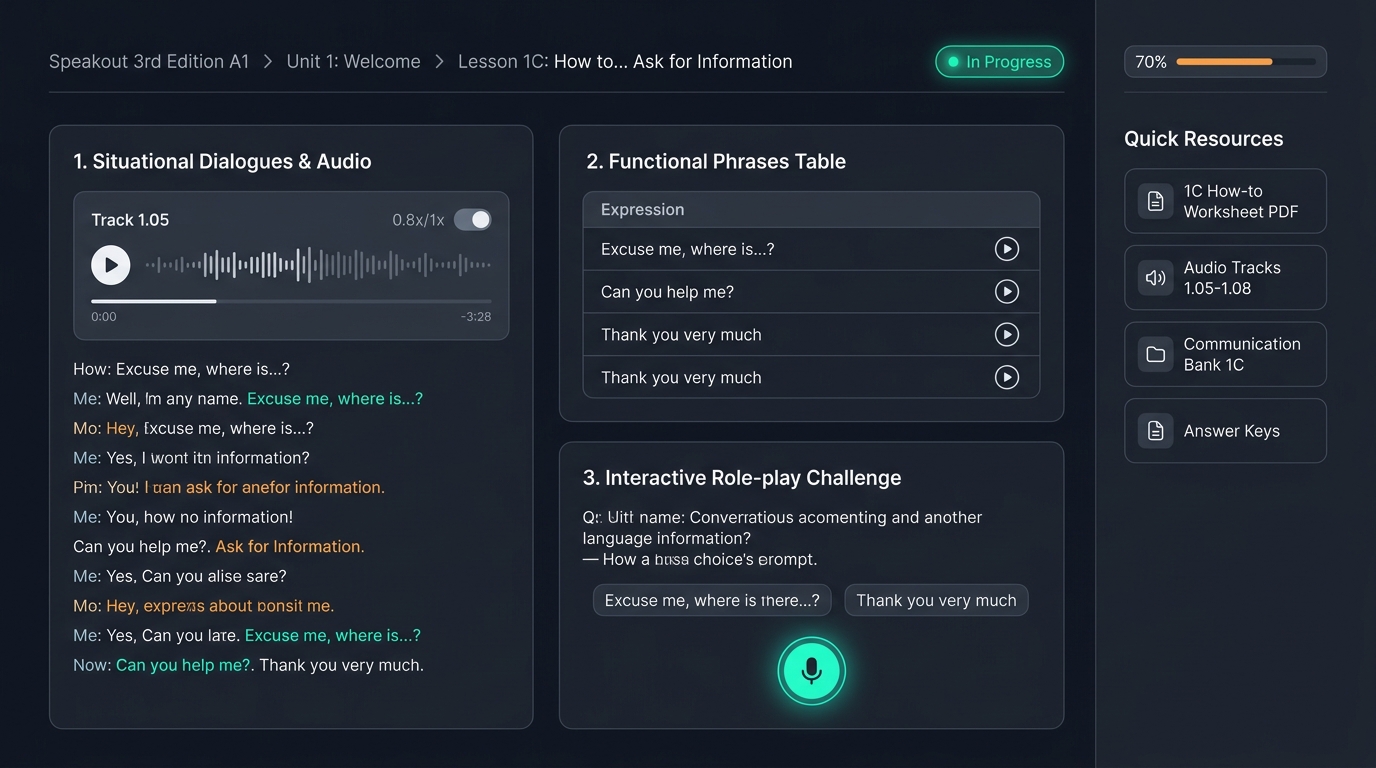 Speakout 3rd Edition A1 > Unit 1: Welcome > Lesson 1C: How to... Ask for Information
In Progress
70%
1. Situational Dialogues & Audio
Track 1.05
0.8x/1x
0:00
-3:28
How: Excuse me, where is...?
Me: Well, I'm any name. Excuse me, where is...?
Mo: Hey, Excuse me, where is...?
Me: Yes, I wont itn information?
Pm: You! I ask for anefor information.
Me: You, how no information!
Can you help me?. Ask for Information.
Me: Yes, Can you alise sare?
Mo: Hey, about me.
Me: Yes, Can you late. Excuse me, where is...?
Now: Can you help me?. Thank you very much.
2. Functional Phrases Table
Expression
Excuse me, where is...?
Can you help me?
Thank you very much
Thank you very much
3. Interactive Role-play Challenge
name: Converratious acomenting and another
language information?
— How a choice's prompt.
Excuse me, where is there...?
Thank you very much
Quick Resources
1C How-to
Worksheet PDF
Audio Tracks
1.05-1.08
Communication
Bank 1C
Answer Keys